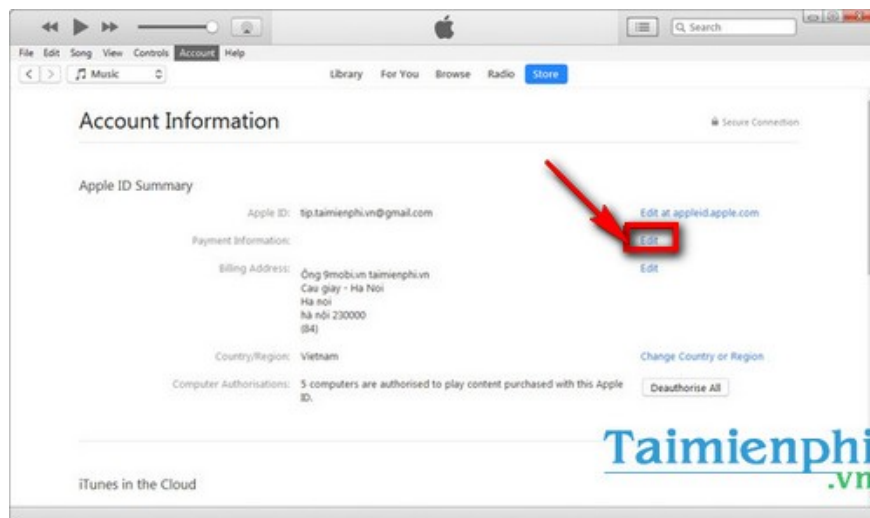 Search
File Edit Song View Controls Account Help
Music
Library For You Browse Radio Store
Account Information
Secure Connection
Apple ID Summary
Apple ID: tip.taimienphi.vn@gmail.com Edit at appleid.apple.com
Payment Information: Edit
Billing Address: Ông 9mobi.vn taimienphi.vn Edit
Cau giay - Ha Noi
Ha noi
hà nội 230000
(84)
Country/Region: Vietnam Change Country or Region
Computer Authorisations: 5 computers are authorised to play content purchased with this Apple
ID.
Deauthorise All
Taimienphi
.vn
iTunes in the Cloud